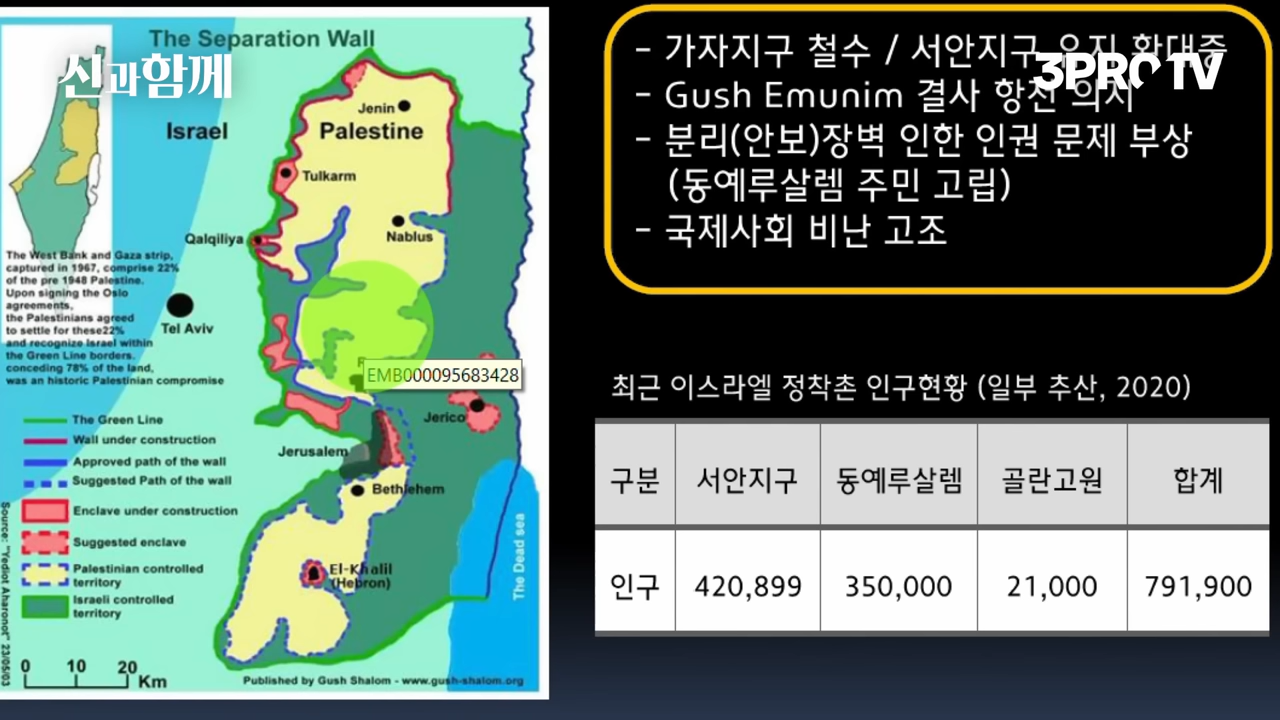 The Separation Wall
신과함께
Israel
Palestine
Jenin
Tulkarm
Qalqiliya
Nablus
Tel Aviv
The West Bank and Gaza strip,
captured in 1967, comprise 22%
of the pre 1948 Palestine.
Upon signing the Oslo
agreements,
the Palestinians agreed
to settle for these22%
and recognize Israel within
the Green Line borders.
conceding 78% of the land,
was an historic Palestinian compromise
EMB000095683428
Jerico
Jerusalem
Bethlehem
El-Khalil
(Hebron)
The Dead sea
The Green Line
Wall under construction
Approved path of the wall
Suggested Path of the wall
Enclave under construction
Suggested enclave
Palestinian controlled
territory
Israeli controlled
territory
Source: "Yediot Aharonot" 23/05/03
0 10 20 Km
Published by Gush Shalom - www.gush-shalom.org
3PRO TV
- 가자지구 철수 / 서안지구 유지 확대중
- Gush Emunim 결사 항전 의지
- 분리(안보)장벽 인한 인권 문제 부상
(동예루살렘 주민 고립)
- 국제사회 비난 고조
최근 이스라엘 정착촌 인구현황 (일부 추산, 2020)
구분 서안지구 동예루살렘 골란고원 합계
인구 420,899 350,000 21,000 791,900